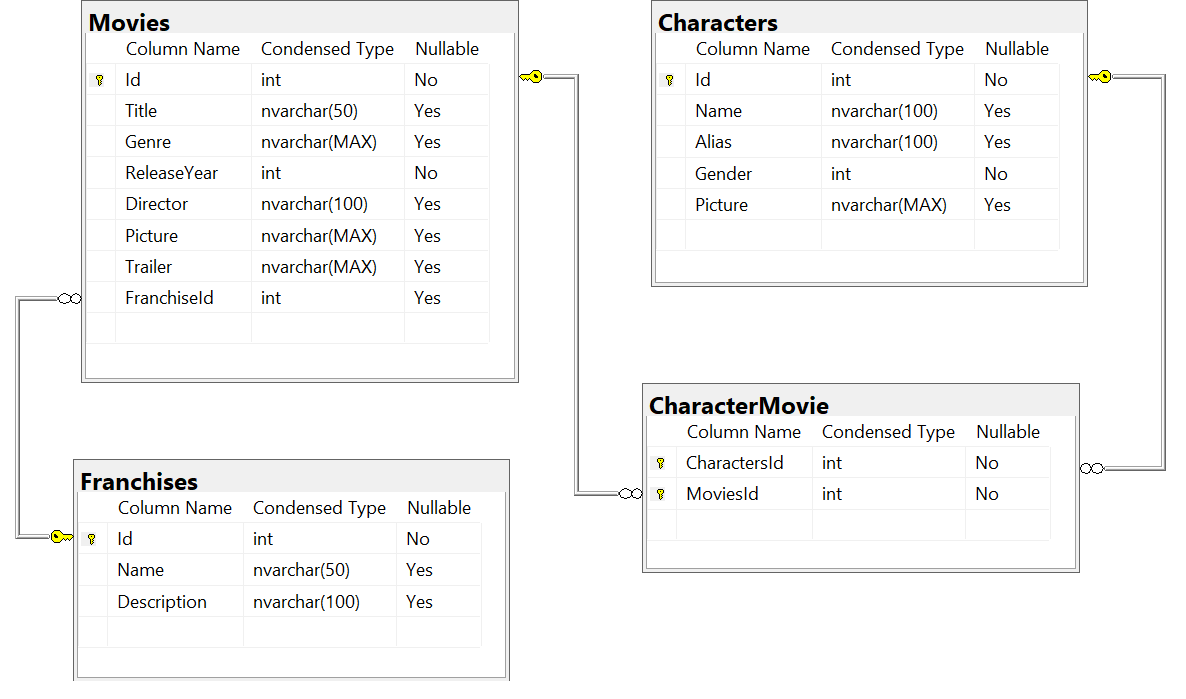 Movies
Column Name Condensed Type Nullable
Id int No
Title nvarchar(50) Yes
Genre nvarchar(MAX) Yes
ReleaseYear int No
Director nvarchar(100) Yes
Picture nvarchar(MAX) Yes
Trailer nvarchar(MAX) Yes
FranchiseId int Yes
Characters
Column Name Condensed Type Nullable
Id int No
Name nvarchar(100) Yes
Alias nvarchar(100) Yes
Gender int No
Picture nvarchar(MAX) Yes
Franchises
Column Name Condensed Type Nullable
Id int No
Name nvarchar(50) Yes
Description nvarchar(100) Yes
CharacterMovie
Column Name Condensed Type Nullable
CharactersId int No
MoviesId int No